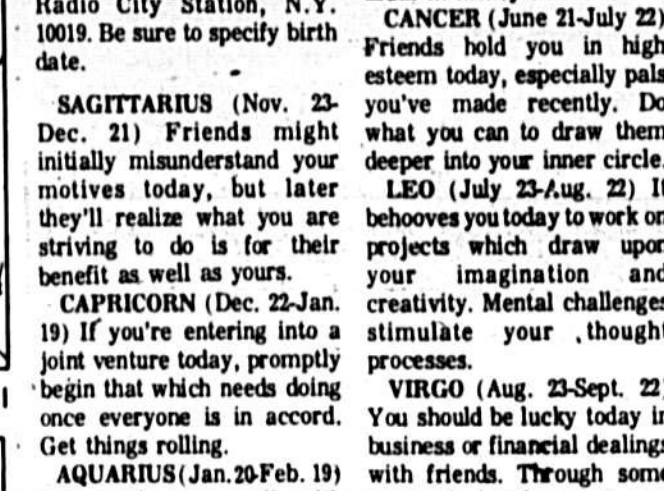 Radio City Station, N.Y.
10019. Be sure to specify birth
date.
SAGITTARIUS (Nov. 23-
Dec. 21) Friends might
initially misunderstand your
motives today, but later
they'll realize what you are
striving to do is for their
benefit as well as yours.
CAPRICORN (Dec. 22-Jan.
19) If you're entering into a
joint venture today, promptly
begin that which needs doing
once everyone is in accord.
Get things rolling.
AQUARIUS (Jan. 20-Feb. 19)
CANCER (June 21-July 22)
Friends hold you in high
esteem today, especially pals
you've made recently. Do
what you can to draw them
deeper into your inner circle.
LEO (July 23-Aug. 22) It
behooves you today to work on
projects which draw upon
your imagination and
creativity. Mental challenges
stimulate your thought
processes.
VIRGO (Aug. 23-Sept. 22)
You should be lucky today in
business or financial dealings
with friends. Through some